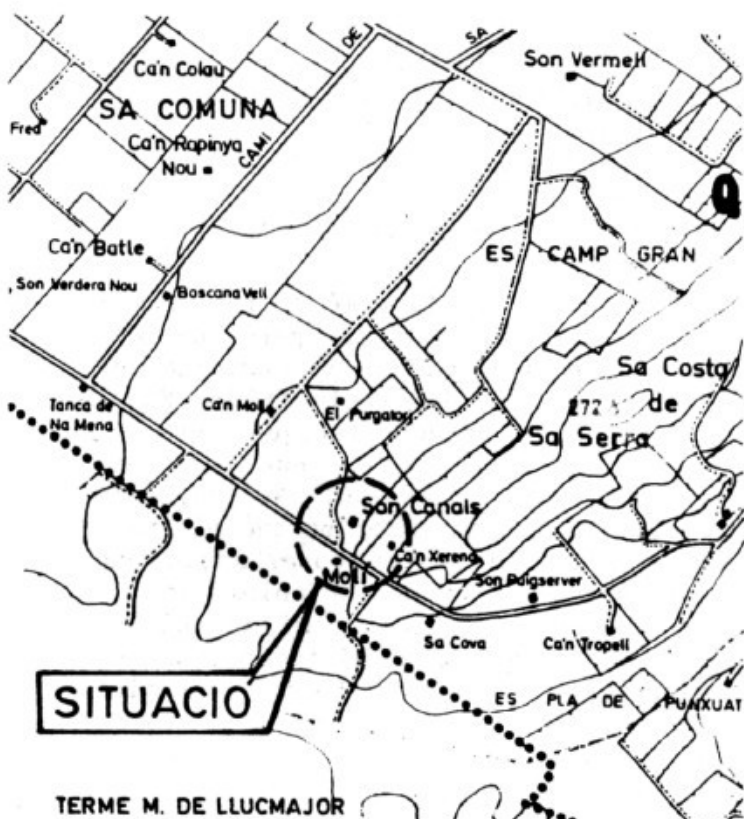 DE
SA
Ca'n Colau
Son Vermell
SA COMUNA
Fred
Ca'n Rapinya
Nou
CAMI
Q
Ca'n Batle
ES CAMP GRAN
Son Verdera Nou
Boscana Vell
Sa Costa
de
Sa Serra
272
Tanca de
Na Mena
Ca'n Moll
El Purgatori
Son Canals
Ca'n Xerena
Molí
Son Puigserver
Sa Cova
Ca'n Tropell
SITUACIO
ES PLA DE PUNXUAT
TERME M. DE LLUCMAJOR